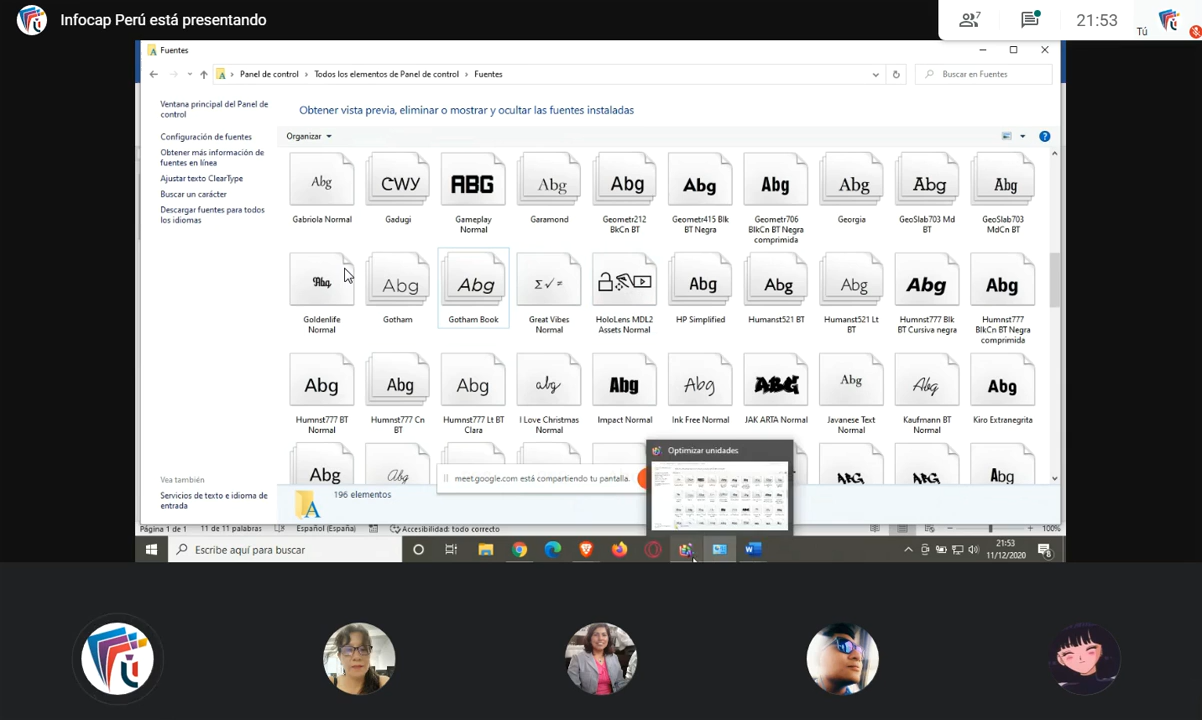 Infocap Perú está presentando
7
21:53
Tú
Fuentes
Panel de control > Todos los elementos de Panel de control > Fuentes
Buscar en Fuentes
Ventana principal del Panel de
control
Configuración de fuentes
Obtener más información de
fuentes en línea
Ajustar texto ClearType
Buscar un carácter
Descargar fuentes para todos
los idiomas
Obtener vista previa, eliminar o mostrar y ocultar las fuentes instaladas
Organizar
Abg CWY ABG Abg Abg Abg Abg Abg Abg Abg
Gabriola Normal
Gadugi
Gameplay
Normal
Garamond
Geometr212
BlkCn BT
Geometr415 Blk
BT Negra
Geometr706
BlkCn BT Negra
comprimida
Georgia
GeoSlab703 Md
BT
GeoSlab703
MdCn BT
Abg Abg Abg Σ✓= Abg Abg Abg Abg Abg
Goldenlife
Normal
Gotham
Gotham Book
Great Vibes
Normal
HoloLens MDL2
Assets Normal
HP Simplified
Humanst521 BT
Humanst521 Lt
BT
Humnst777 Blk
BT Cursiva negra
Humnst777
BlkCn BT Negra
comprimida
Abg Abg Abg abg Abg Abg ABG Abg Abg Abg
Humnst777 BT
Normal
Humnst777 Cn
BT
Humnst777 Lt BT
Clara
I Love Christmas
Normal
Impact Normal
Ink Free Normal
JAK ARTA Normal
Javanese Text
Normal
Kaufmann BT
Normal
Kiro Extranegrita
Abg Abg ABG ABG Abg
Optimizar unidades
meet.google.com está compartiendo tu pantalla.
Vea también
Servicios de texto e idioma de
entrada
196 elementos
Página 1 de 1 11 de 11 palabras Español (España) Accesibilidad: todo correcto 100%
Escribe aquí para buscar
21:53
11/12/2020
8